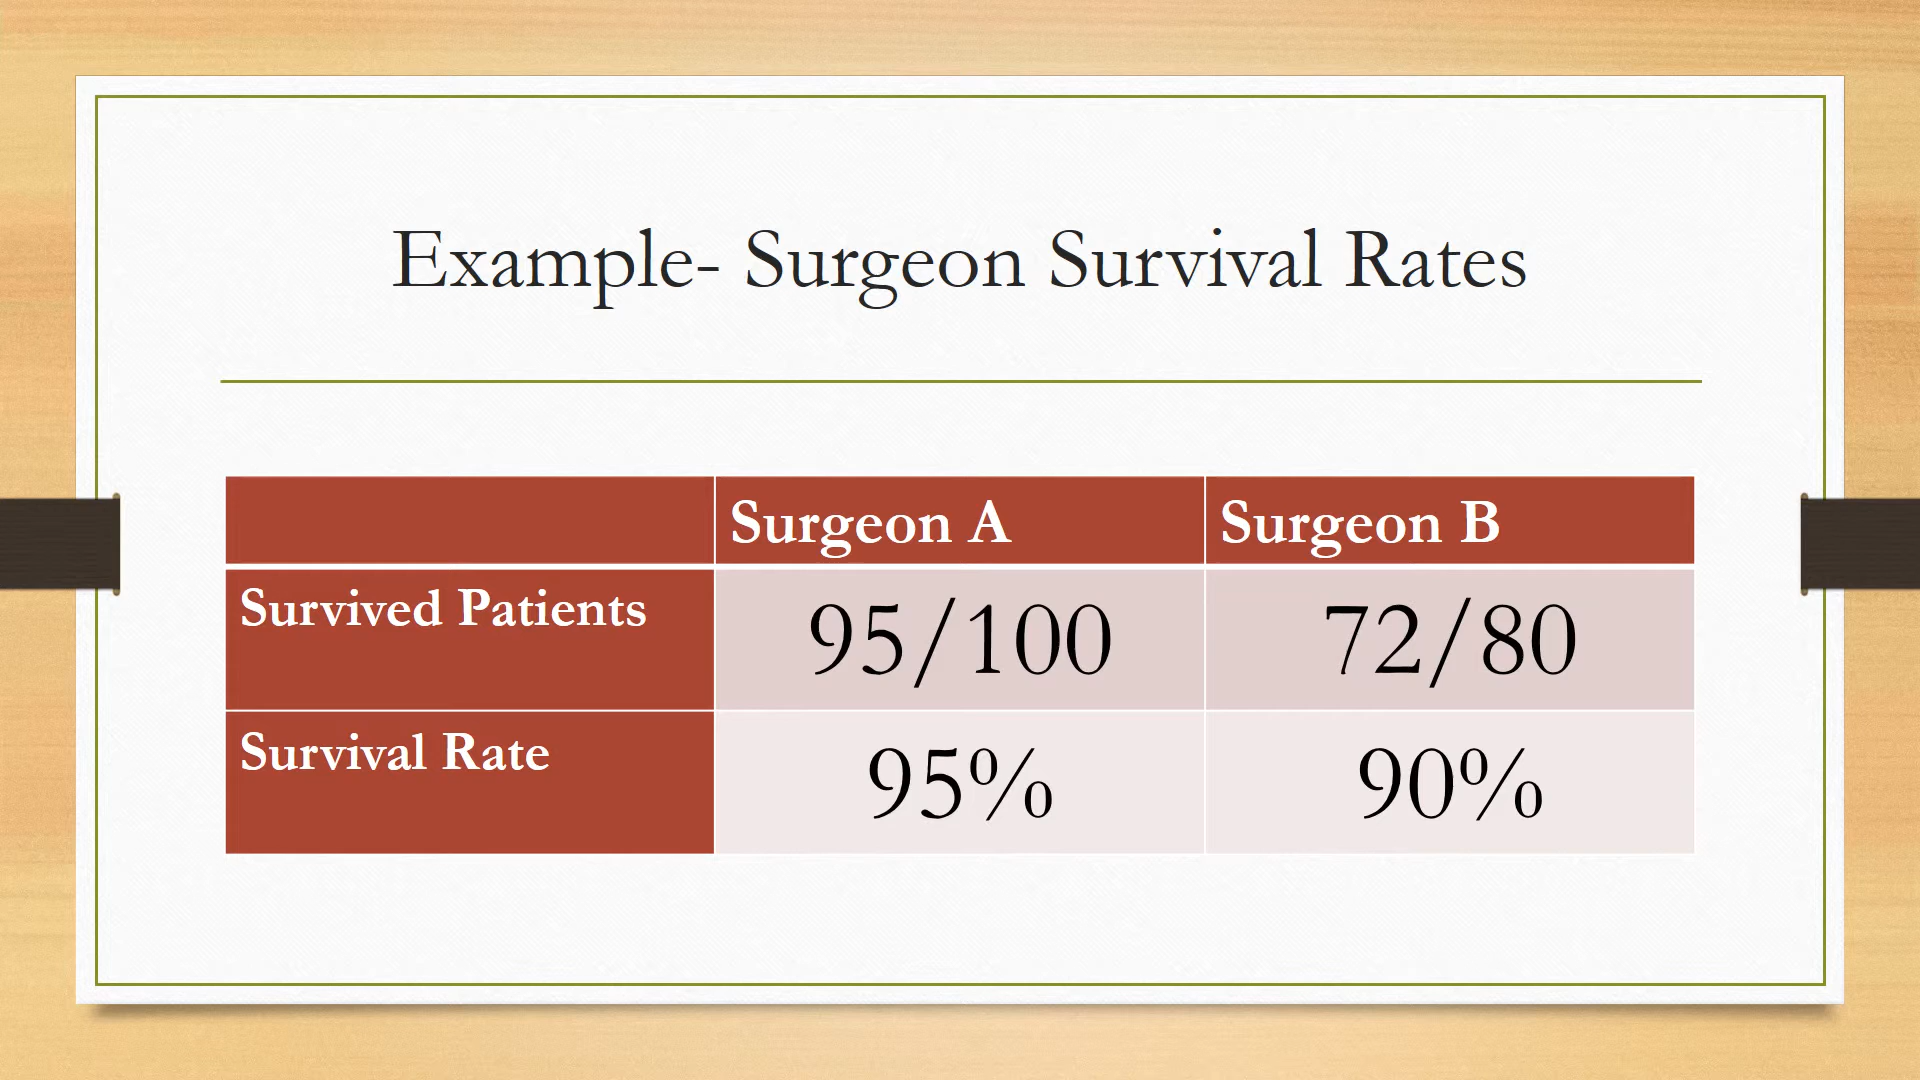 Example- Surgeon Survival Rates
Surgeon A Surgeon B
Survived Patients 95/100 72/80
Survival Rate 95% 90%